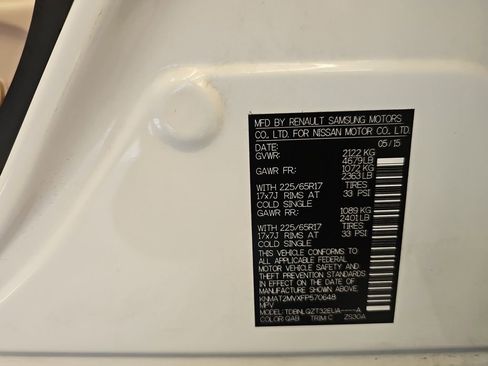 MFD BY RENAULT SAMSUNG MOTORS
CO., LTD. FOR NISSAN MOTOR CO., LTD.
DATE: 05/15
GVWR: 2122 KG
4679LB
GAWR FR: 1072 KG
2363LB
WITH 225/65R17 TIRES
17x7J RIMS AT 33 PSI
COLD SINGLE
GAWR RR: 1089 KG
2401LB
WITH 225/65R17 TIRES
17x7J RIMS AT 33 PSI
COLD SINGLE
THIS VEHICLE CONFORMS TO
ALL APPLICABLE FEDERAL
MOTOR VEHICLE SAFETY AND
THEFT PREVENTION STANDARDS
IN EFFECT ON THE DATE OF
MANUFACTURE SHOWN ABOVE.
KNMAT2MVXFP570648
MPV
MODEL: TDBNLQZT32EUA----A
COLOR: QAB TRIM: C ZS30A